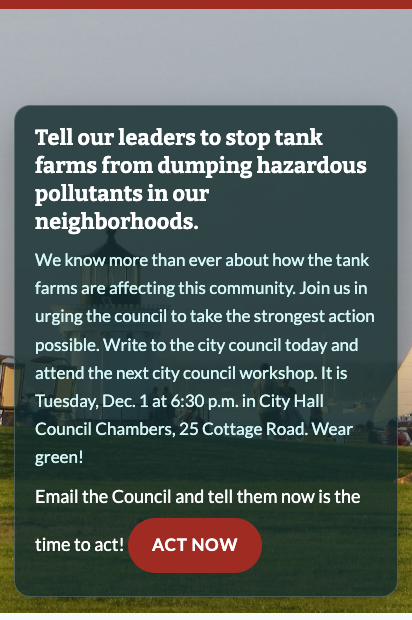 Tell our leaders to stop tank
farms from dumping hazardous
pollutants in our
neighborhoods.
We know more than ever about how the tank
farms are affecting this community. Join us in
urging the council to take the strongest action
possible. Write to the city council today and
attend the next city council workshop. It is
Tuesday, Dec. 1 at 6:30 p.m. in City Hall
Council Chambers, 25 Cottage Road. Wear
green!
Email the Council and tell them now is the
time to act! ACT NOW